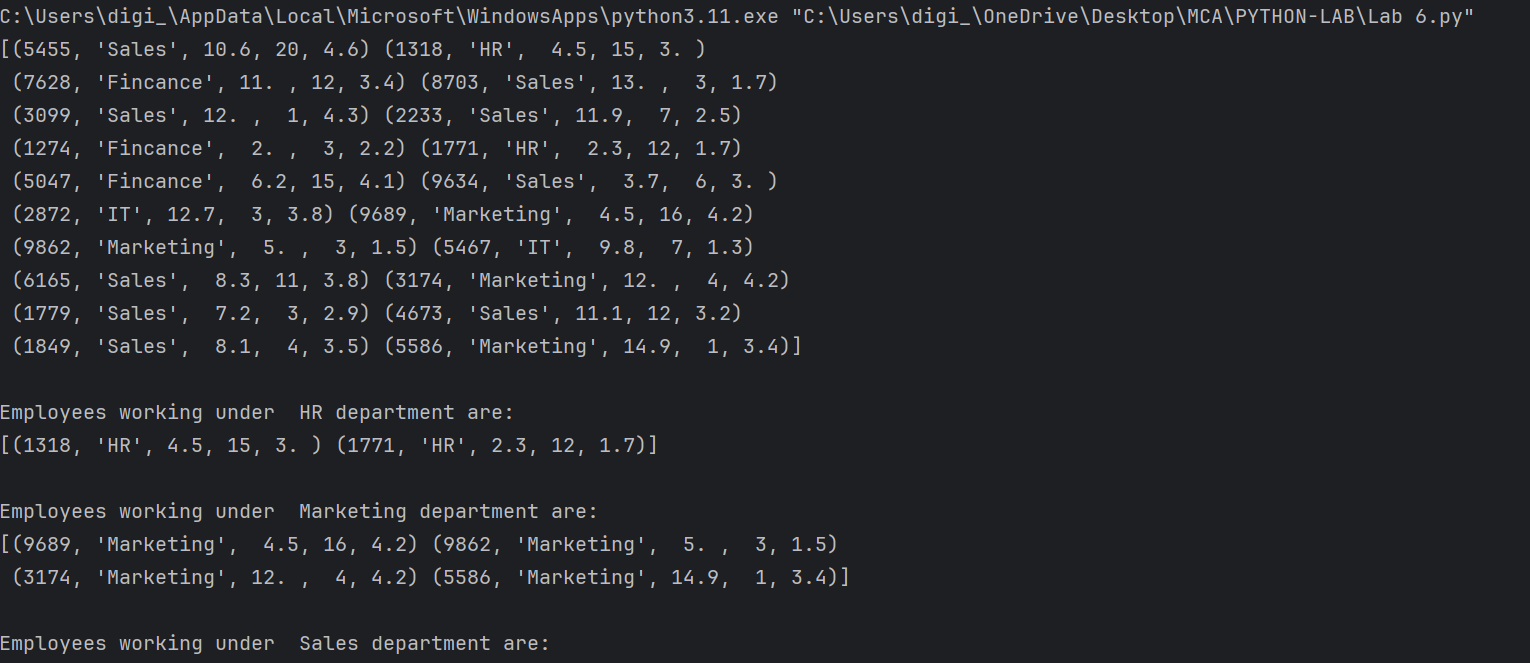 C:\Users\digi_\AppData\Local\Microsoft\WindowsApps\python3.11.exe "C:\Users\digi_\OneDrive\Desktop\MCA\PYTHON-LAB\Lab 6.py"
[(5455, 'Sales', 10.6, 20, 4.6) (1318, 'HR',  4.5, 15, 3. )
 (7628, 'Fincance', 11. , 12, 3.4) (8703, 'Sales', 13. ,  3, 1.7)
 (3099, 'Sales', 12. ,  1, 4.3) (2233, 'Sales', 11.9,  7, 2.5)
 (1274, 'Fincance',  2. ,  3, 2.2) (1771, 'HR',  2.3, 12, 1.7)
 (5047, 'Fincance',  6.2, 15, 4.1) (9634, 'Sales',  3.7,  6, 3. )
 (2872, 'IT', 12.7,  3, 3.8) (9689, 'Marketing',  4.5, 16, 4.2)
 (9862, 'Marketing',  5. ,  3, 1.5) (5467, 'IT',  9.8,  7, 1.3)
 (6165, 'Sales',  8.3, 11, 3.8) (3174, 'Marketing', 12. ,  4, 4.2)
 (1779, 'Sales',  7.2,  3, 2.9) (4673, 'Sales', 11.1, 12, 3.2)
 (1849, 'Sales',  8.1,  4, 3.5) (5586, 'Marketing', 14.9,  1, 3.4)]
Employees working under  HR department are:
[(1318, 'HR', 4.5, 15, 3. ) (1771, 'HR', 2.3, 12, 1.7)]
Employees working under  Marketing department are:
[(9689, 'Marketing',  4.5, 16, 4.2) (9862, 'Marketing',  5. ,  3, 1.5)
 (3174, 'Marketing', 12. ,  4, 4.2) (5586, 'Marketing', 14.9,  1, 3.4)]
Employees working under  Sales department are: